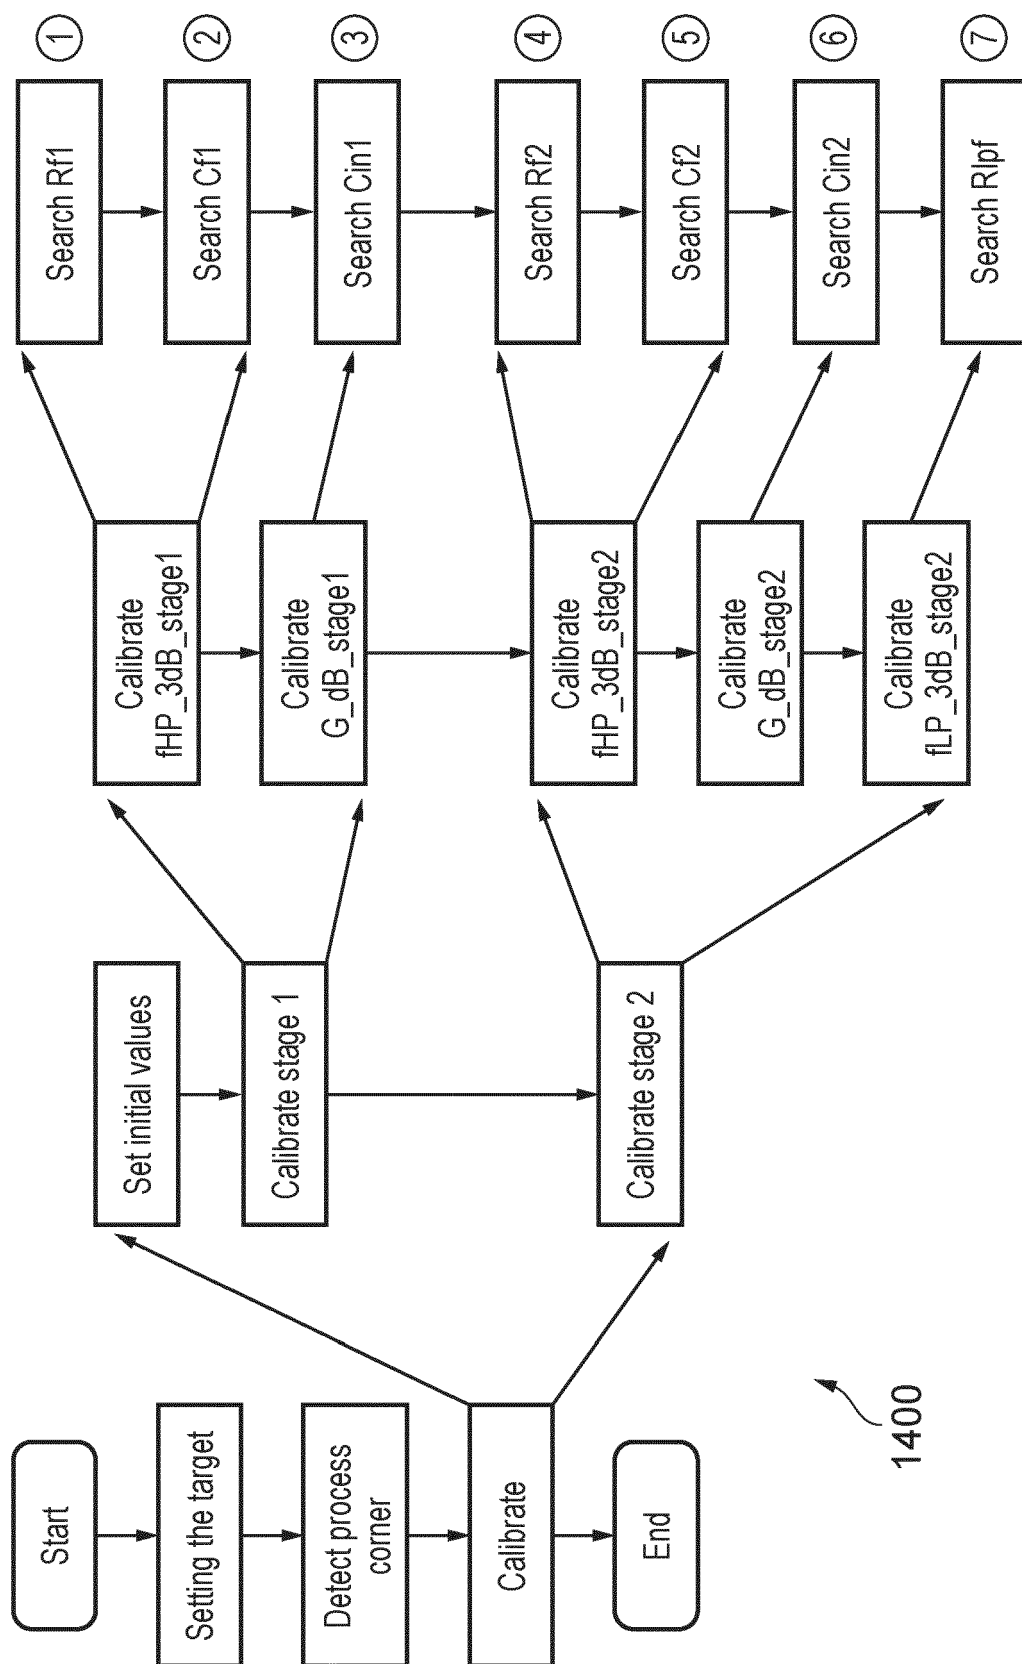 Start
Setting the target
Detect process
corner
Calibrate
End
Set initial values
Calibrate stage 1
Calibrate stage 2
Calibrate
fHP_3dB_stage1
Calibrate
G_dB_stage1
Calibrate
fHP_3dB_stage2
Calibrate
G_dB_stage2
Calibrate
fLP_3dB_stage2
Search Rf1
1
Search Cf1
2
Search Cin1
3
Search Rf2
4
Search Cf2
5
Search Cin2
6
Search Rlpf
7
1400